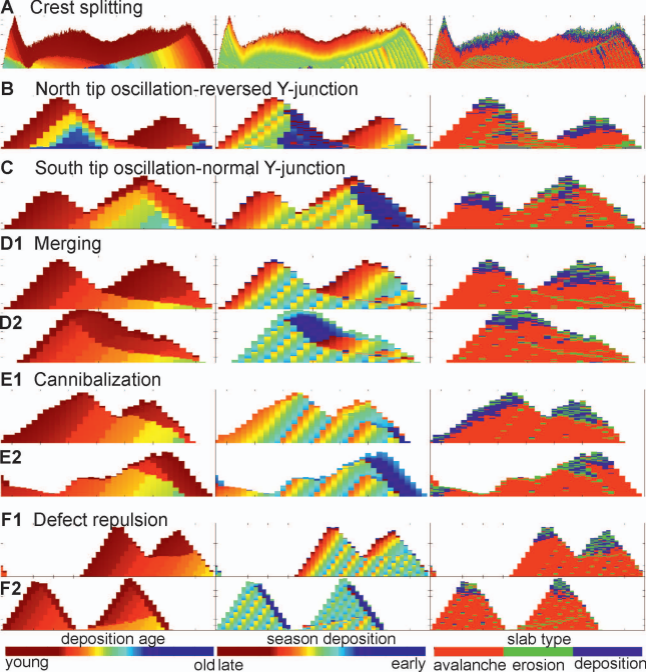 A Crest splitting
B North tip oscillation-reversed Y-junction
C South tip oscillation-normal Y-junction
D1 Merging
D2
E1 Cannibalization
E2
F1 Defect repulsion
F2
deposition age season deposition slab type
young old late early avalanche erosion deposition